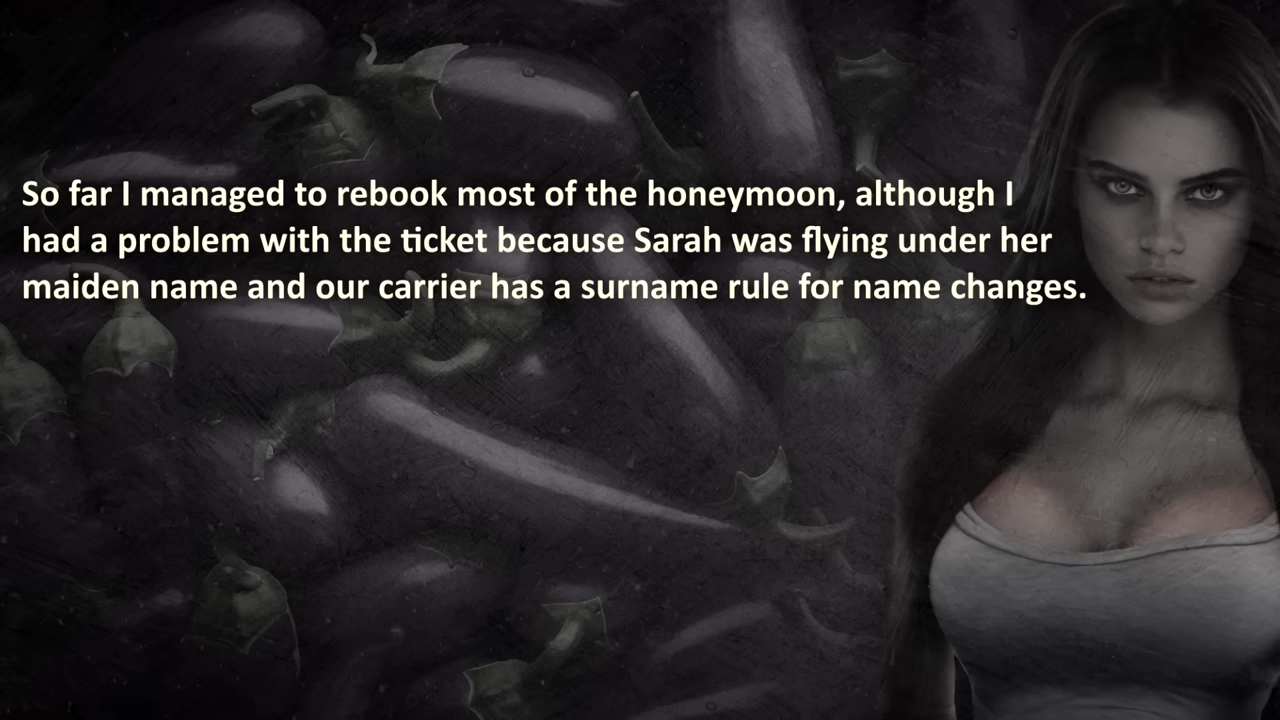 So far I managed to rebook most of the honeymoon, although I
had a problem with the ticket because Sarah was flying under her
maiden name and our carrier has a surname rule for name changes.